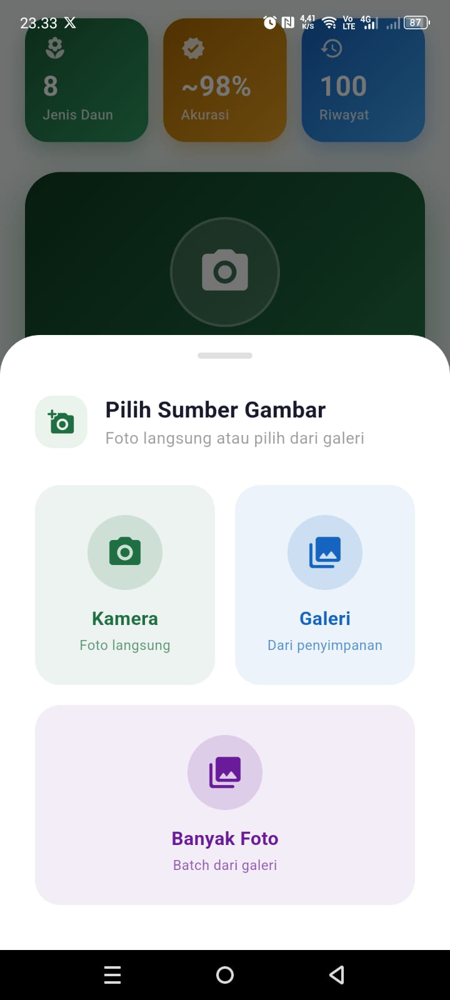 23.33
4,41 K/S
Vo LTE
4G
87
8
Jenis Daun
~98%
Akurasi
100
Riwayat
Pilih Sumber Gambar
Foto langsung atau pilih dari galeri
Kamera
Foto langsung
Galeri
Dari penyimpanan
Banyak Foto
Batch dari galeri